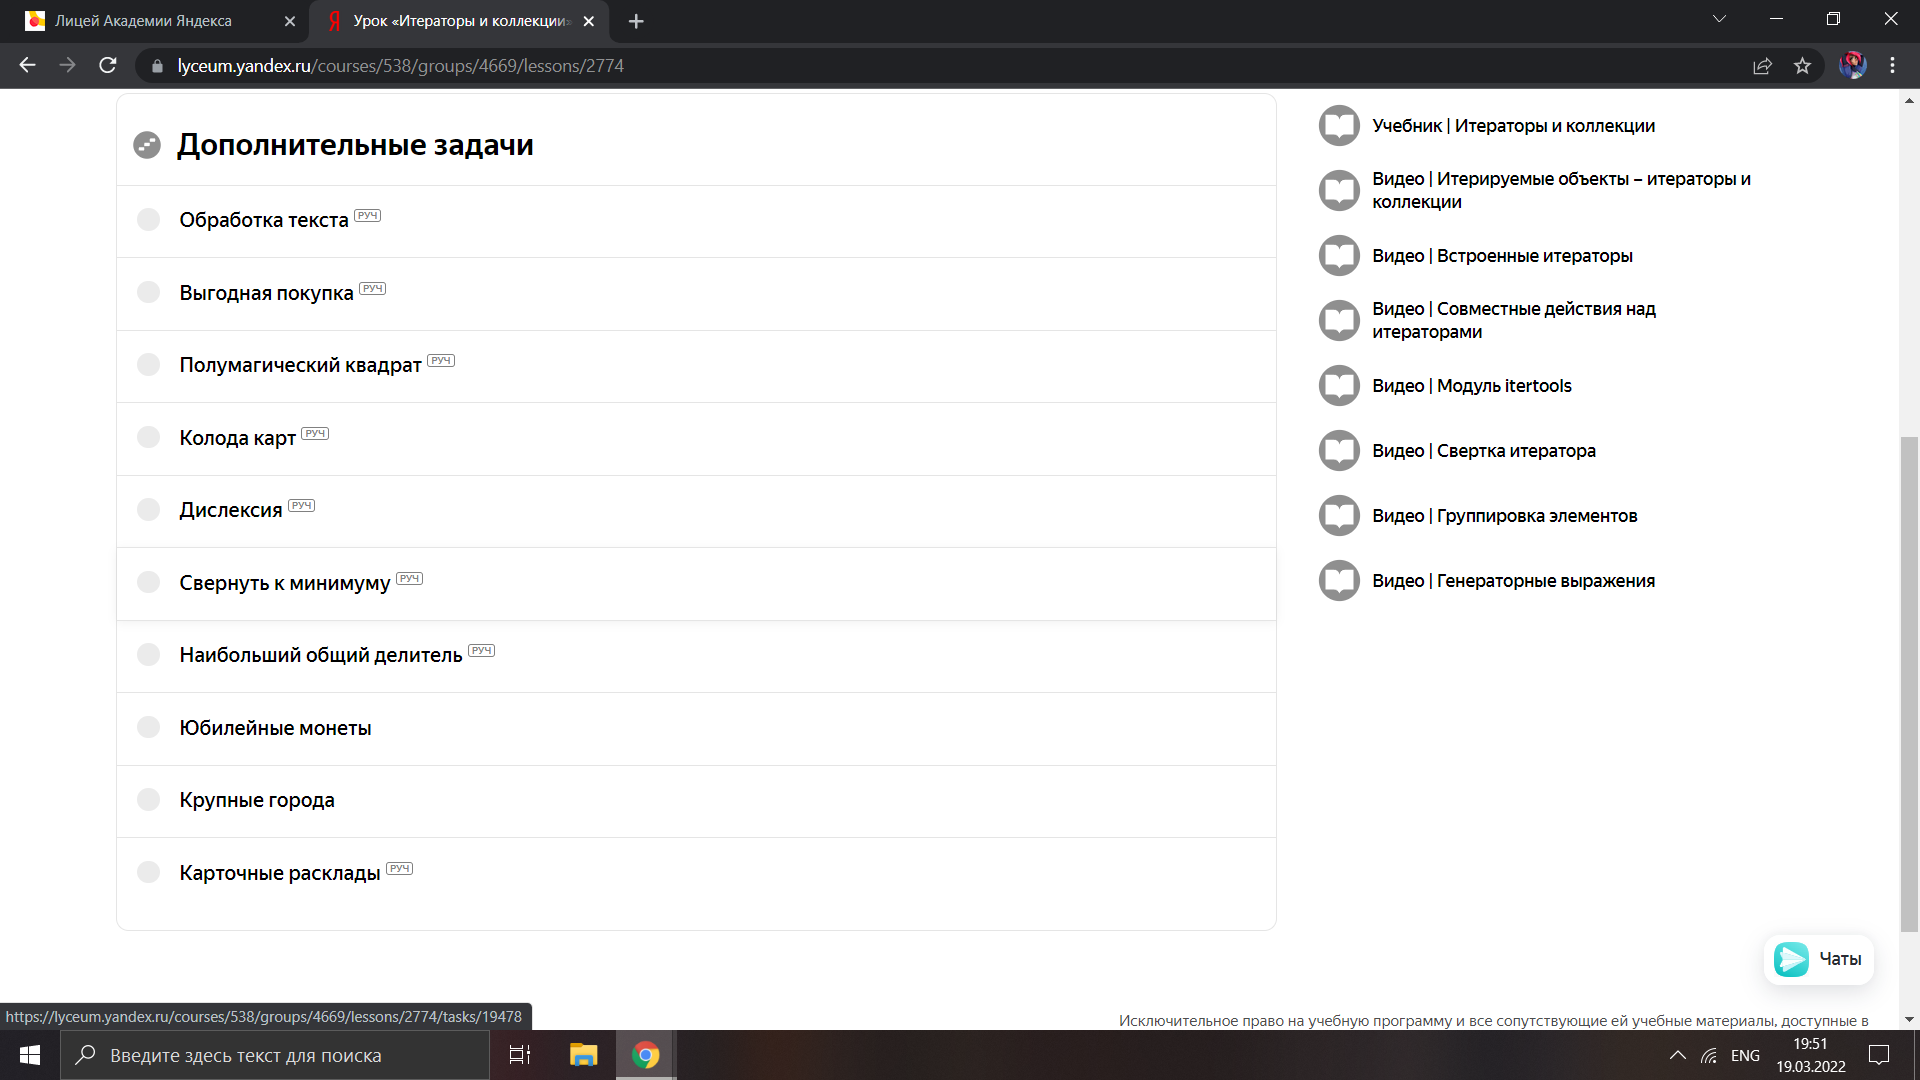 Лицей Академии Яндекса
Урок «Итераторы и коллекции»
lyceum.yandex.ru/courses/538/groups/4669/lessons/2774
Дополнительные задачи
Обработка текста РУЧ
Выгодная покупка РУЧ
Полумагический квадрат РУЧ
Колода карт РУЧ
Дислексия РУЧ
Свернуть к минимуму РУЧ
Наибольший общий делитель РУЧ
Юбилейные монеты
Крупные города
Карточные расклады РУЧ
Учебник | Итераторы и коллекции
Видео | Итерируемые объекты – итераторы и
коллекции
Видео | Встроенные итераторы
Видео | Совместные действия над
итераторами
Видео | Модуль itertools
Видео | Свертка итератора
Видео | Группировка элементов
Видео | Генераторные выражения
Чаты
https://lyceum.yandex.ru/courses/538/groups/4669/lessons/2774/tasks/19478
Исключительное право на учебную программу и все сопутствующие ей учебные материалы, доступные в
Введите здесь текст для поиска
ENG
19:51
19.03.2022